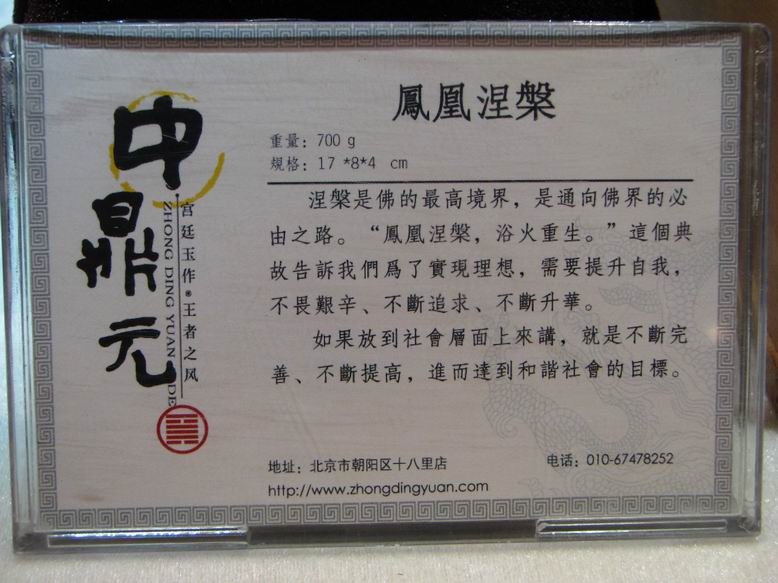 中鼎元
宫廷玉作·王者之风
ZHONG DING YUAN JADE
鳳凰涅槃
重量：700 g
規格：17 *8*4 cm
涅槃是佛的最高境界，是通向佛界的必
由之路。“鳳凰涅槃，浴火重生。”這個典
故告訴我們爲了實現理想，需要提升自我，
不畏艱辛、不斷追求、不斷升華。
如果放到社會層面上來講，就是不斷完
善、不斷提高，進而達到和諧社會的目標。
地址：北京市朝阳区十八里店
电话：010-67478252
http://www.zhongdingyuan.com